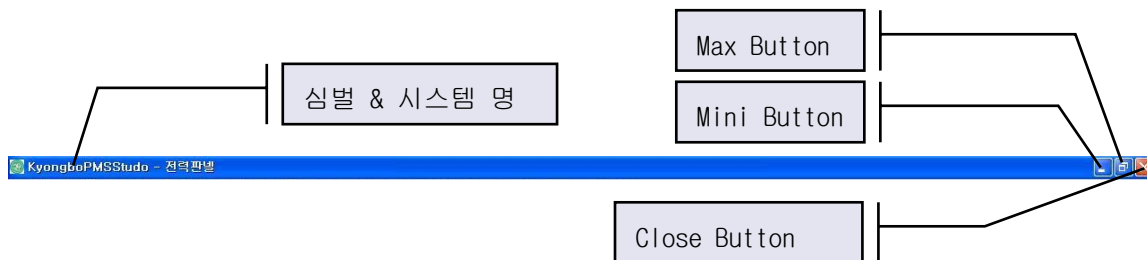 Max Button
심벌 & 시스템 명
Mini Button
KyongboPMSStudo - 전력판넬
Close Button